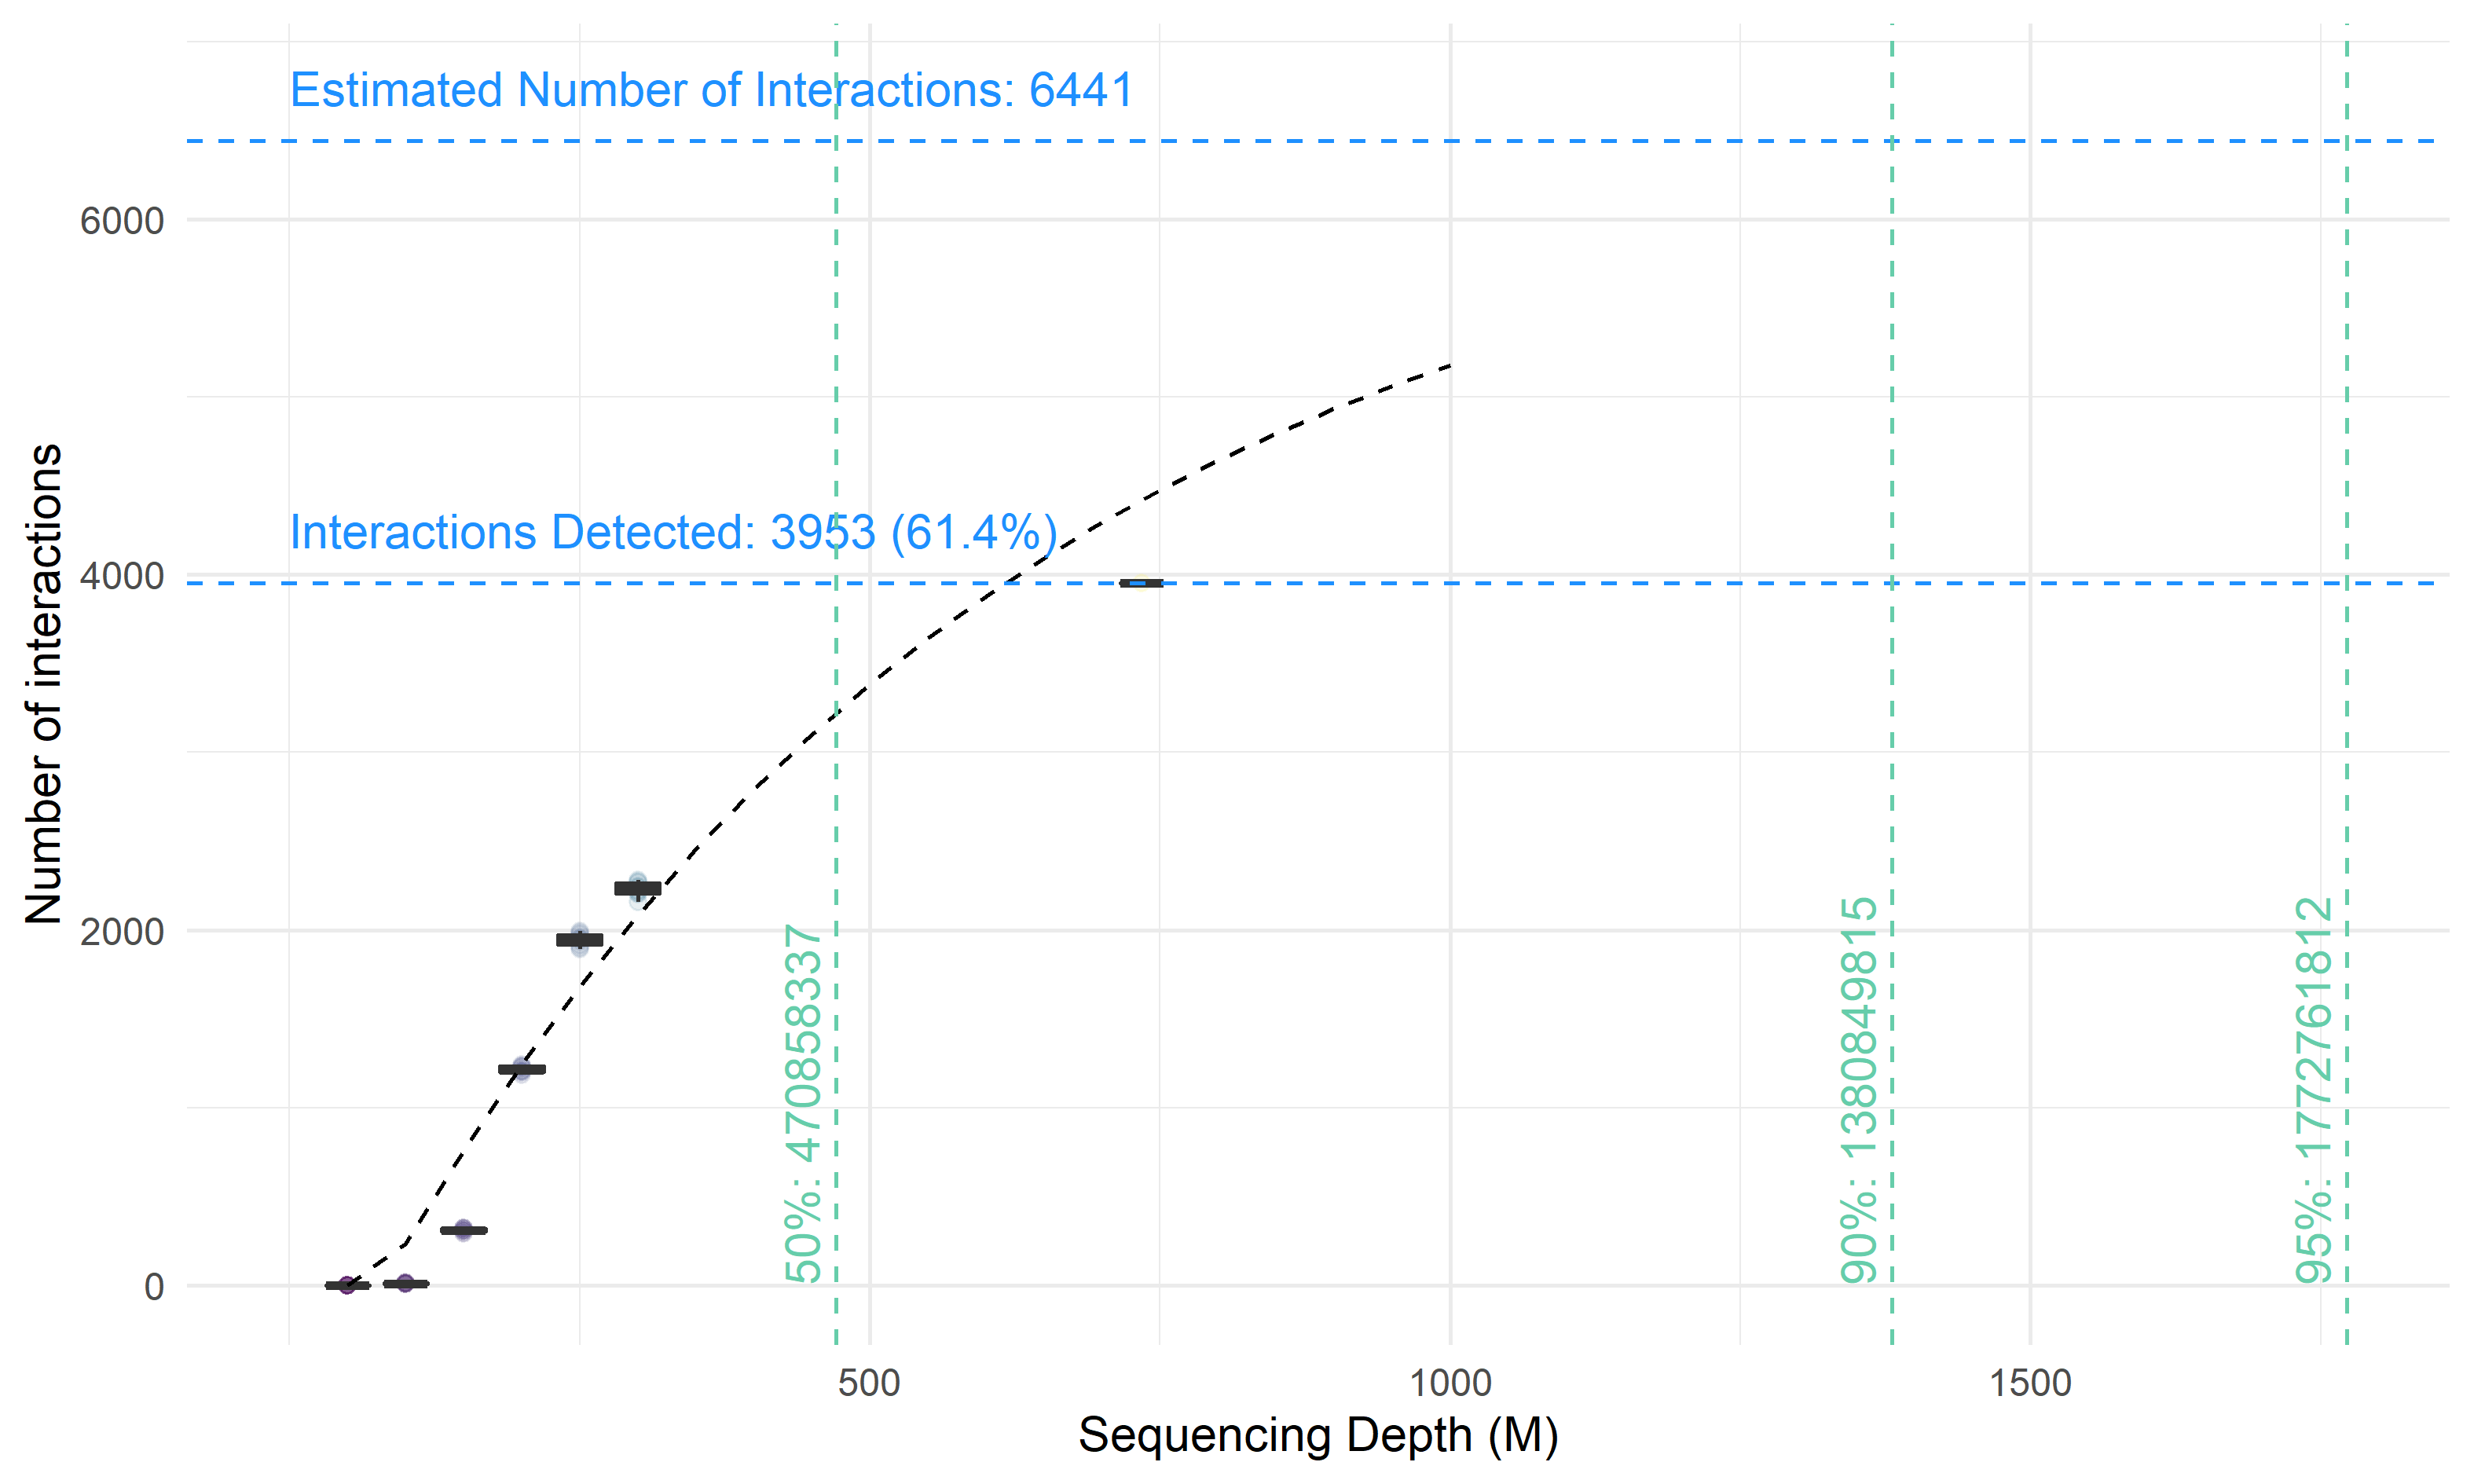 Estimated Number of Interactions: 6441
6000
Interactions Detected: 3953 (61.4%)
4000
2000
0
Number of interactions
50%: 470858337
90%: 1380849815
95%: 1772761812
500
1000
1500
Sequencing Depth (M)